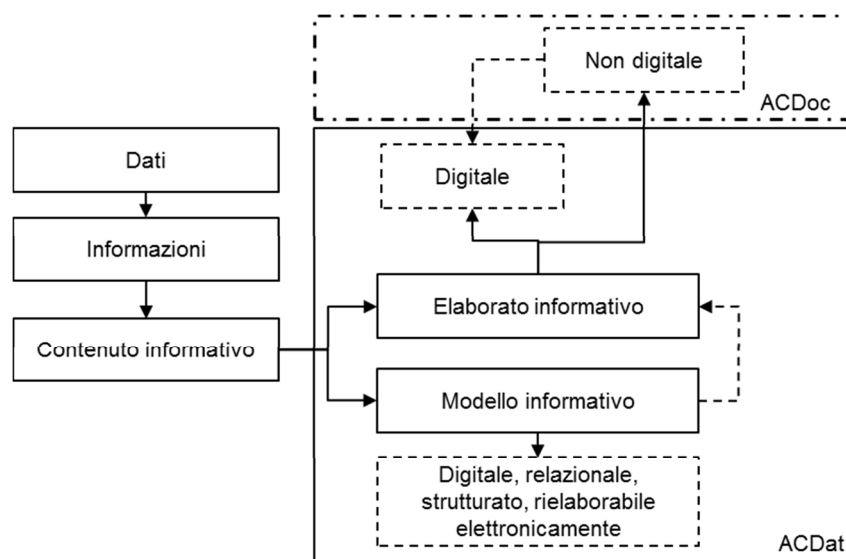 Non digitale
ACDoc
Dati
Digitale
Informazioni
Elaborato informativo
Contenuto informativo
Modello informativo
Digitale, relazionale,
strutturato, rielaborabile
elettronicamente
ACDat